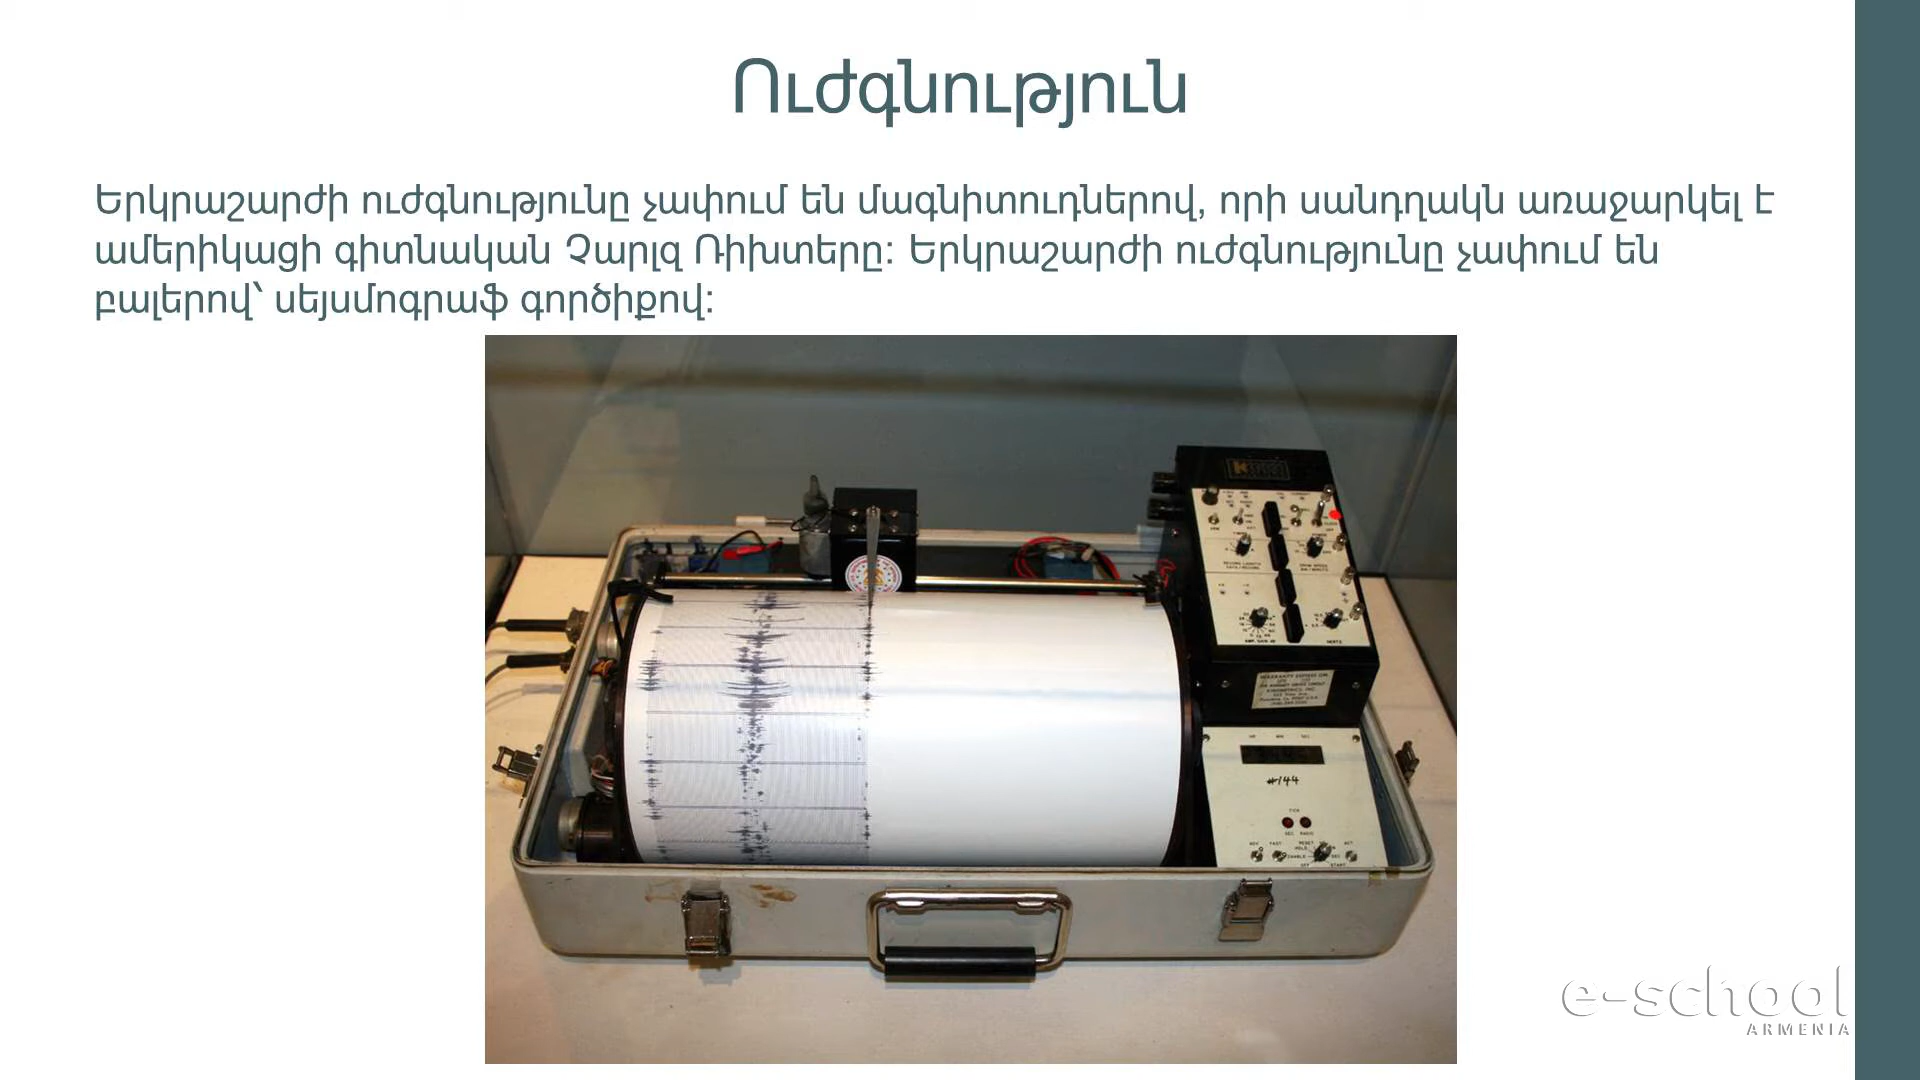 Ուժգնություն
Երկրաշարժի ուժգնությունը չափում են մագնիտուդներով, որի սանդղակն առաջարկել է
ամերիկացի գիտնական Չարլզ Ռիխտերը: Երկրաշարժի ուժգնությունը չափում են
բալերով՝ սեյսմոգրաֆ գործիքով:
#144
e-school
ARMENIA